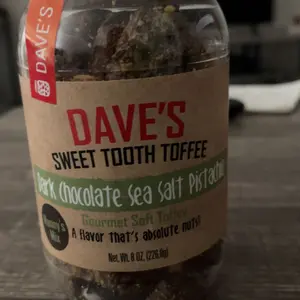 DAVE'S
DAVE'S
SWEET TOOTH TOFFEE
Dark Chocolate Sea Salt Pistachio
Gourmet Soft Toffee
A flavor that's absolute nuts!
Net. Wt. 8 OZ. (226.8g)